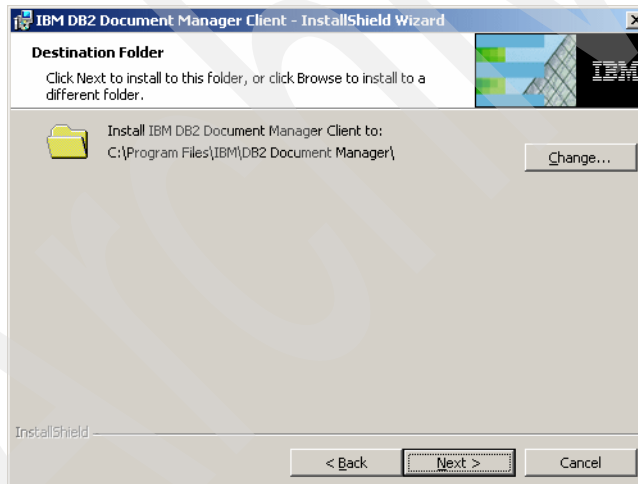 IBM DB2 Document Manager Client - InstallShield Wizard
Destination Folder
Click Next to install to this folder, or click Browse to install to a
different folder.
IBM
Install IBM DB2 Document Manager Client to:
C:\Program Files\IBM\DB2 Document Manager\
Change...
InstallShield
< Back
Next >
Cancel